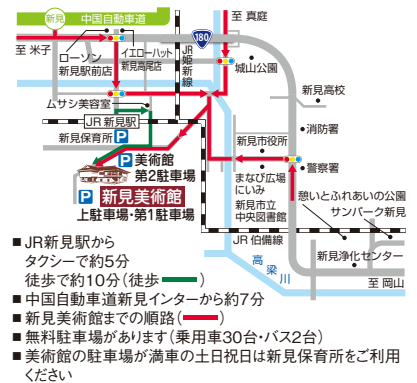 新見
中国自動車道
至 真庭
至 米子
ローソン
新見駅前店
イエローハット
新見高尾店
JR姫新線
180
城山公園
ムサシ美容室
新見高校
JR 新見駅
消防署
新見保育所 P
新見市役所
P 美術館
第2駐車場
警察署
まなび広場
にいみ
P 新見美術館
上駐車場・第1駐車場
新見市立
中央図書館
憩いとふれあいの公園
サンパーク新見
JR 伯備線
高梁川
新見浄化センター
至 岡山
■ JR新見駅から
タクシーで約5分
徒歩で約10分(徒歩 )
■ 中国自動車道新見インターから約7分
■ 新見美術館までの順路( )
■ 無料駐車場があります(乗用車30台・バス2台)
■ 美術館の駐車場が満車の土日祝日は新見保育所をご利用
ください